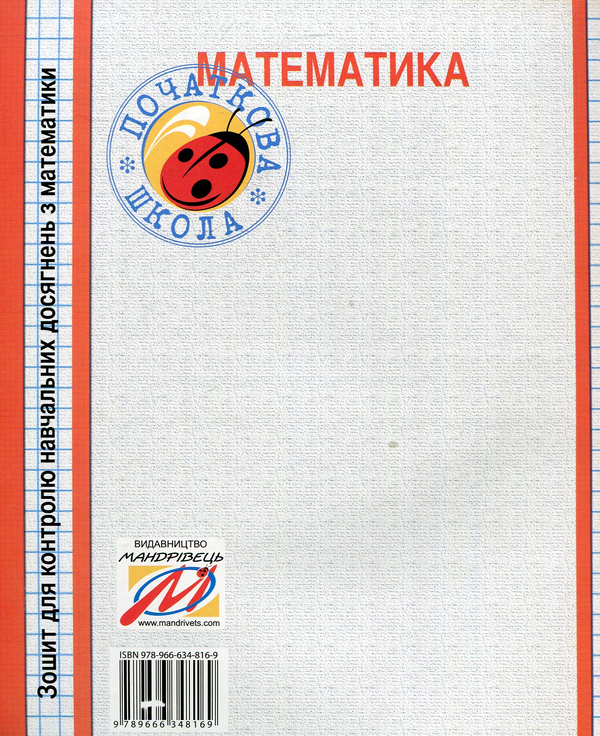 МАТЕМАТИКА
* ПОЧАТКОВА *
ШКОЛА
Зошит для контролю навчальних досягнень з математики
ВИДАВНИЦТВО
МАНДРІВЕЦЬ
М
www.mandrivets.com
ISBN 978-966-634-816-9
9 789666 348169